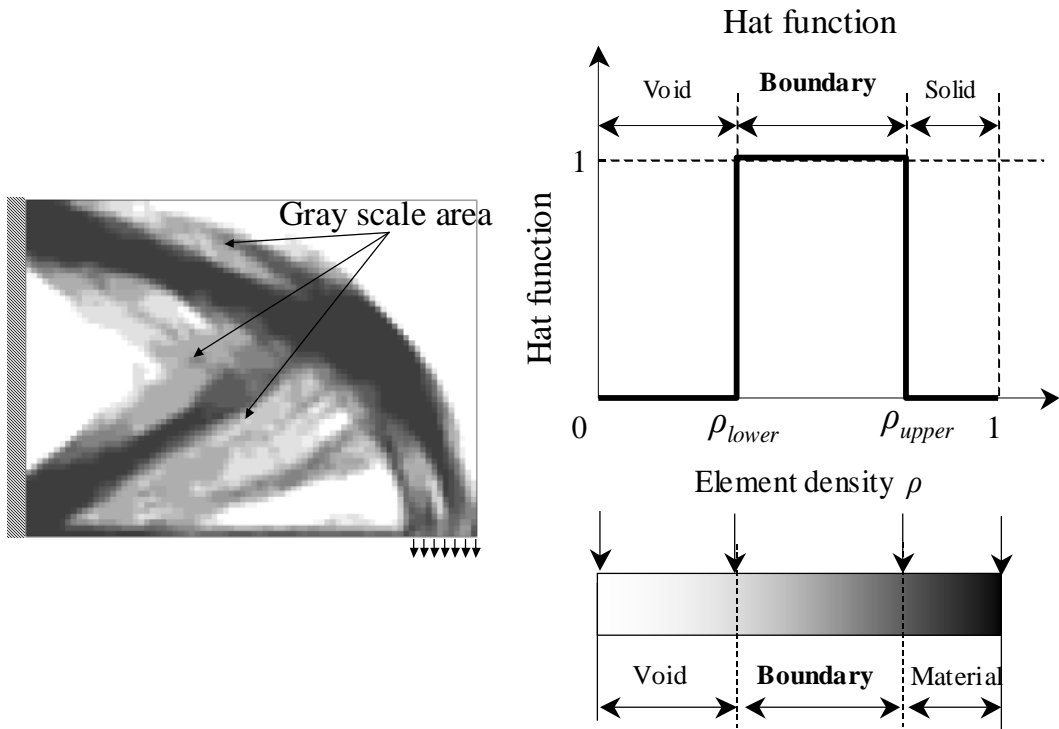 Gray scale area
Hat function
Void
Boundary
Solid
1
Hat function
0
ρlower
ρupper
1
Element density ρ
Void
Boundary
Material